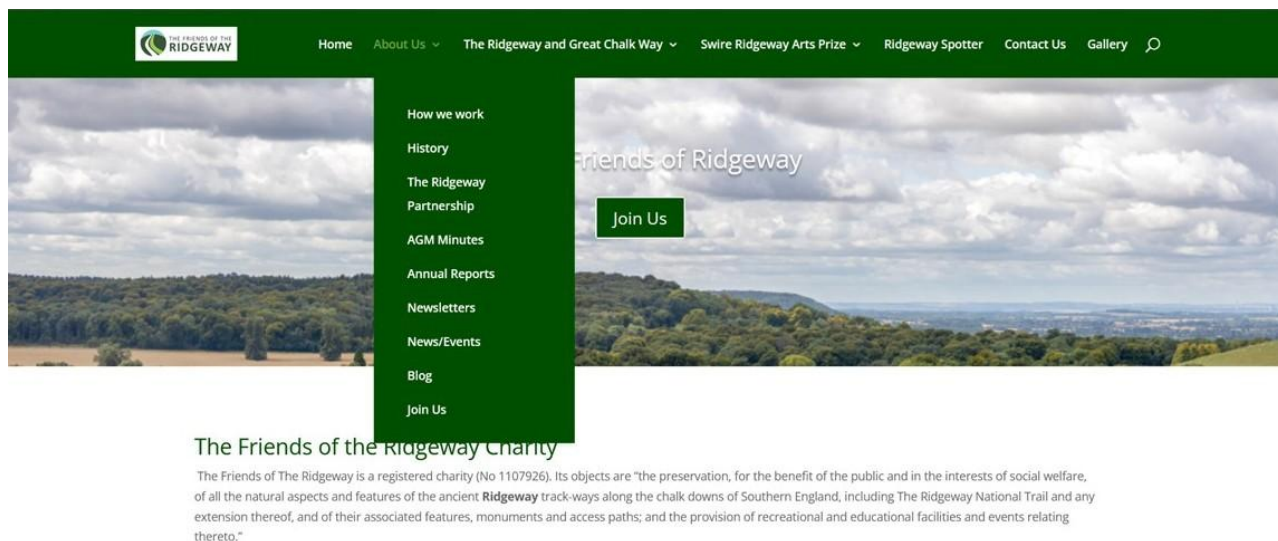 THE FRIENDS OF THE
RIDGEWAY
Home About Us The Ridgeway and Great Chalk Way Swire Ridgeway Arts Prize Ridgeway Spotter Contact Us Gallery
How we work
History
The Ridgeway
Partnership
AGM Minutes
Annual Reports
Newsletters
News/Events
Blog
Join Us
Friends of Ridgeway
Join Us
The Friends of the Ridgeway Charity
The Friends of The Ridgeway is a registered charity (No 1107926). Its objects are “the preservation, for the benefit of the public and in the interests of social welfare,
of all the natural aspects and features of the ancient Ridgeway track-ways along the chalk downs of Southern England, including The Ridgeway National Trail and any
extension thereof, and of their associated features, monuments and access paths; and the provision of recreational and educational facilities and events relating
thereto.”